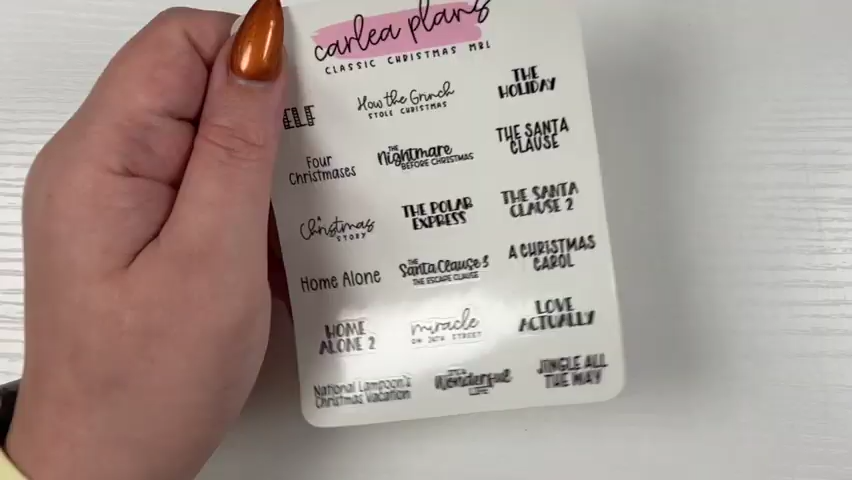 carlea plans
CLASSIC CHRISTMAS MBL
ELF
How the Grinch
STOLE CHRISTMAS
THE
HOLIDAY
Four
Christmases
THE
Nightmare
BEFORE CHRISTMAS
THE SANTA
CLAUSE
a
Christmas
STORY
THE POLAR
EXPRESS
THE SANTA
CLAUSE 2
Home Alone
THE
Santa Clause 3
THE ESCAPE CLAUSE
A CHRISTMAS
CAROL
HOME
ALONE 2
miracle
ON 34TH STREET
LOVE
ACTUALLY
National Lampoon's
Christmas Vacation
IT'S A
Wonderful
LIFE
JINGLE ALL
THE WAY